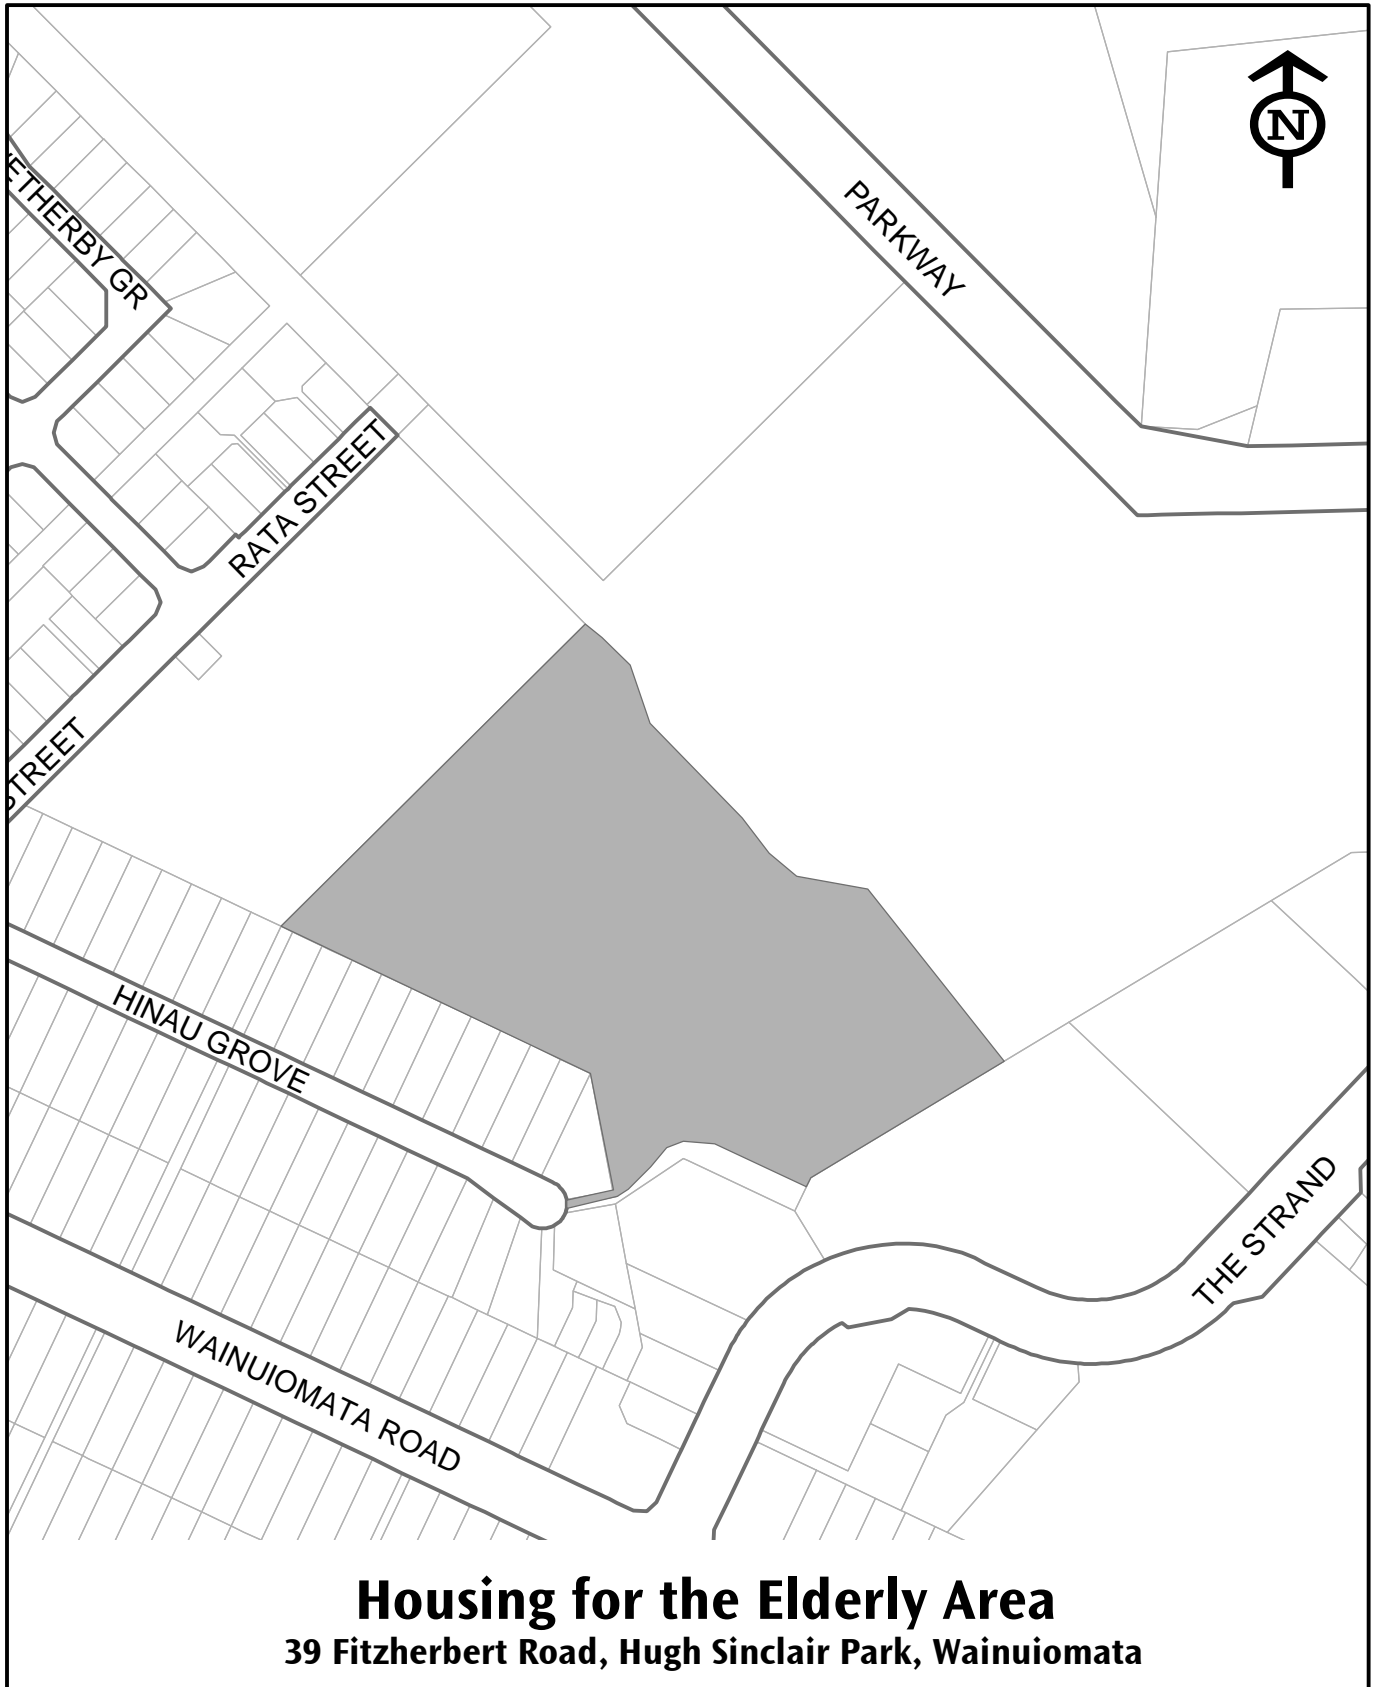 N
PARKWAY
ETHERBY GR
RATA STREET
STREET
HINAU GROVE
THE STRAND
WAINUIOMATA ROAD
Housing for the Elderly Area
39 Fitzherbert Road, Hugh Sinclair Park, Wainuiomata